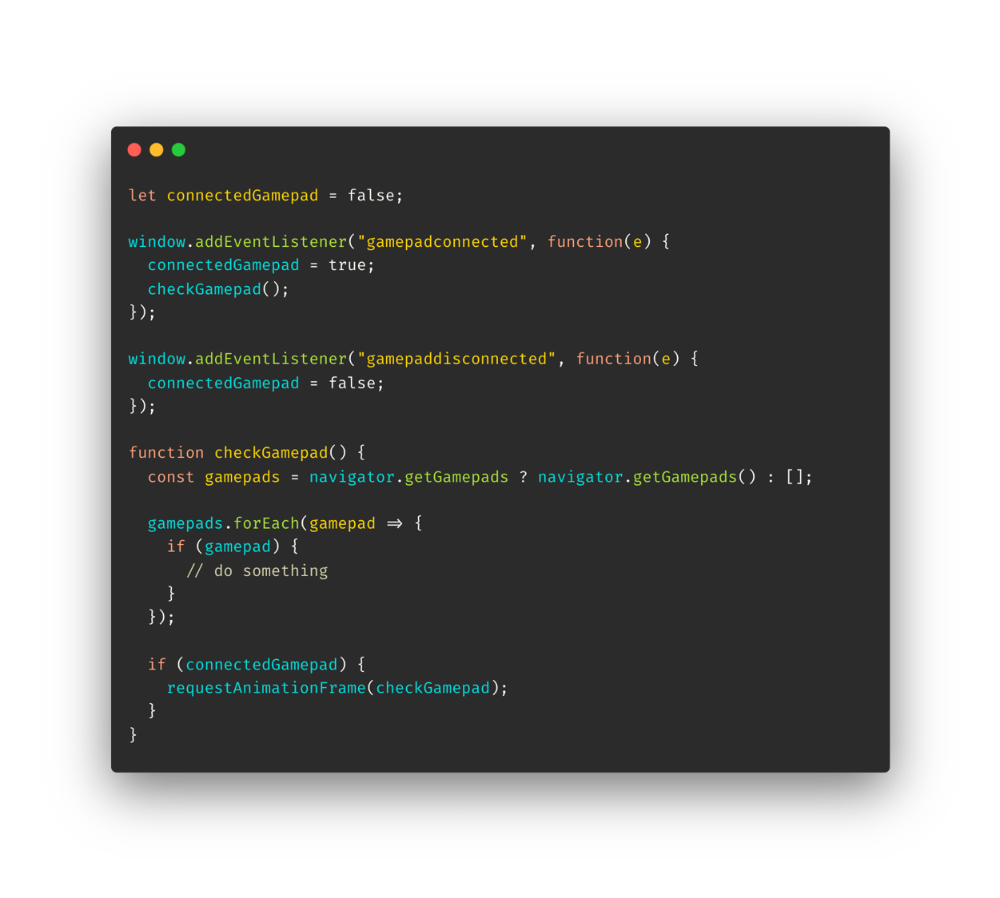 let connectedGamepad = false;

window.addEventListener("gamepadconnected", function(e) {
  connectedGamepad = true;
  checkGamepad();
});

window.addEventListener("gamepaddisconnected", function(e) {
  connectedGamepad = false;
});

function checkGamepad() {
  const gamepads = navigator.getGamepads ? navigator.getGamepads() : [];

  gamepads.forEach(gamepad => {
    if (gamepad) {
      // do something
    }
  });

  if (connectedGamepad) {
    requestAnimationFrame(checkGamepad);
  }
}